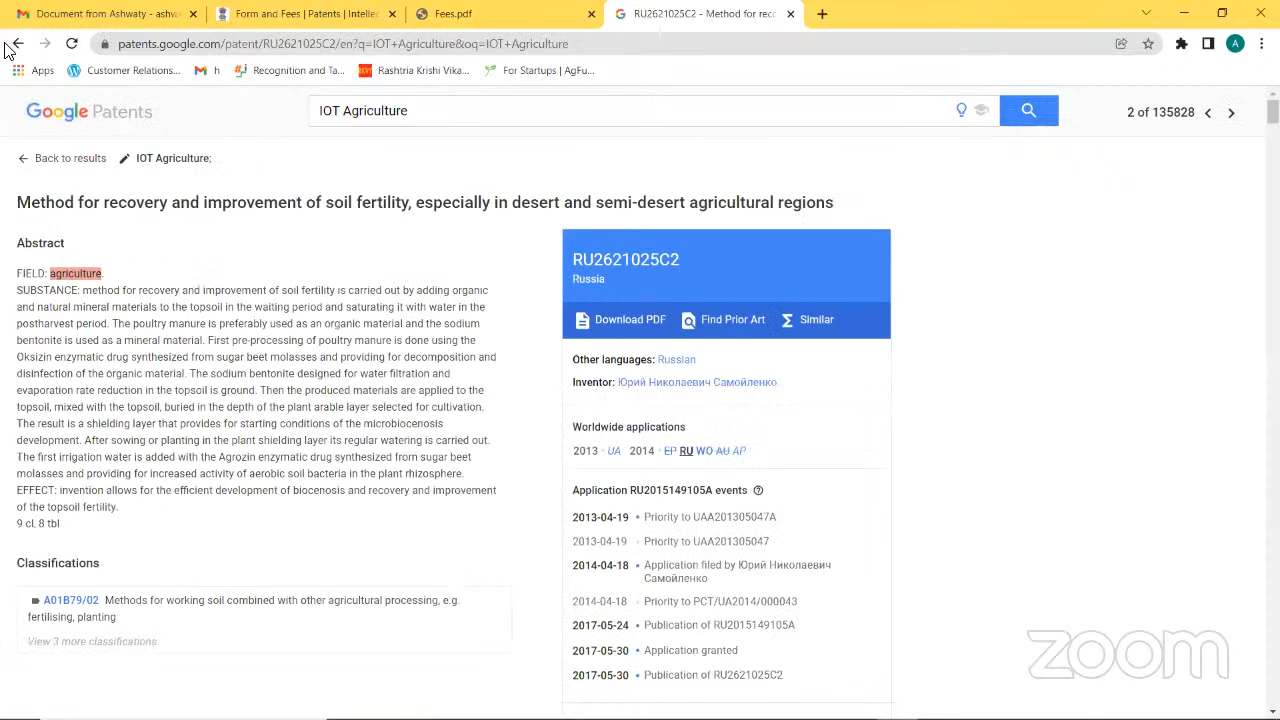 Document from Ashway - ashw
Form and Fees | Patents | Intelle
Fees.pdf
RU2621025C2 - Method for reco
patents.google.com/patent/RU2621025C2/en?q=IOT+Agriculture&oq=IOT+Agriculture
A
Apps
Customer Relations...
h
Recognition and Ta...
Rashtria Krishi Vika...
For Startups | AgFu...
Google Patents
IOT Agriculture
2 of 135828
Back to results
IOT Agriculture;
Method for recovery and improvement of soil fertility, especially in desert and semi-desert agricultural regions
Abstract
FIELD: agriculture.
SUBSTANCE: method for recovery and improvement of soil fertility is carried out by adding organic
and natural mineral materials to the topsoil in the waiting period and saturating it with water in the
postharvest period. The poultry manure is preferably used as an organic material and the sodium
bentonite is used as a mineral material. First pre-processing of poultry manure is done using the
Oksizin enzymatic drug synthesized from sugar beet molasses and providing for decomposition and
disinfection of the organic material. The sodium bentonite designed for water filtration and
evaporation rate reduction in the topsoil is ground. Then the produced materials are applied to the
topsoil, mixed with the topsoil, buried in the depth of the plant arable layer selected for cultivation.
The result is a shielding layer that provides for starting conditions of the microbiocenosis
development. After sowing or planting in the plant shielding layer its regular watering is carried out.
The first irrigation water is added with the Agrozin enzymatic drug synthesized from sugar beet
molasses and providing for increased activity of aerobic soil bacteria in the plant rhizosphere.
EFFECT: invention allows for the efficient development of biocenosis and recovery and improvement
of the topsoil fertility.
9 cl, 8 tbl
Classifications
A01B79/02 Methods for working soil combined with other agricultural processing, e.g.
fertilising, planting
View 3 more classifications
RU2621025C2
Russia
Download PDF
Find Prior Art
Similar
Other languages: Russian
Inventor: Юрий Николаевич Самойленко
Worldwide applications
2013 · UA 2014 · EP RU WO AU AP
Application RU2015149105A events
2013-04-19 • Priority to UAA201305047A
2013-04-19 • Priority to UAA201305047
2014-04-18 • Application filed by Юрий Николаевич
Самойленко
2014-04-18 • Priority to PCT/UA2014/000043
2017-05-24 • Publication of RU2015149105A
2017-05-30 • Application granted
2017-05-30 • Publication of RU2621025C2
zoom